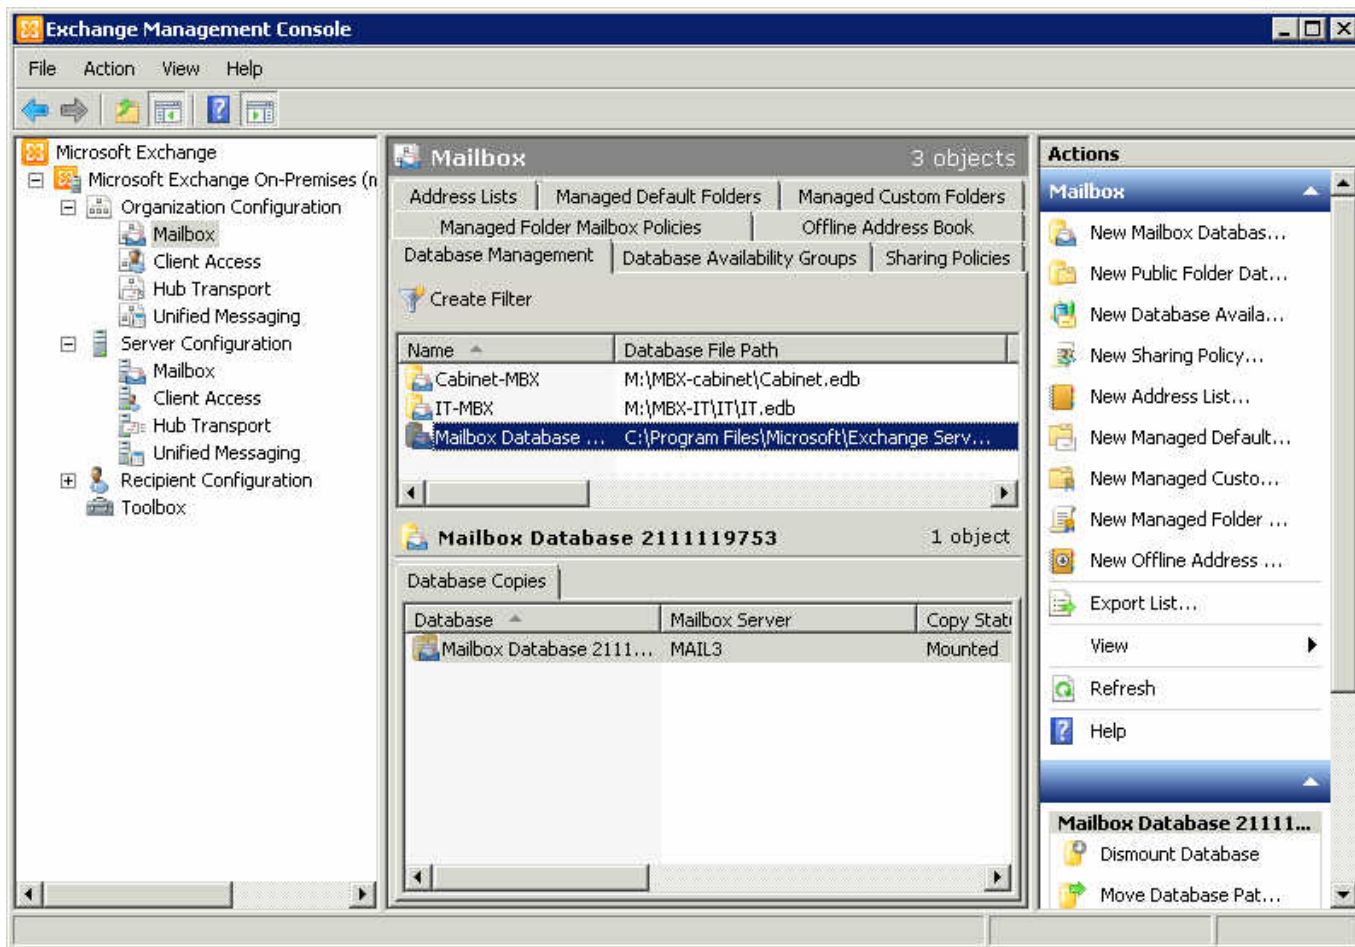 Exchange Management Console
File Action View Help
Microsoft Exchange
Microsoft Exchange On-Premises (n
Organization Configuration
Mailbox
Client Access
Hub Transport
Unified Messaging
Server Configuration
Mailbox
Client Access
Hub Transport
Unified Messaging
Recipient Configuration
Toolbox
Mailbox 3 objects
Address Lists Managed Default Folders Managed Custom Folders
Managed Folder Mailbox Policies Offline Address Book
Database Management Database Availability Groups Sharing Policies
Create Filter
Name Database File Path
Cabinet-MBX M:\MBX-cabinet\Cabinet.edb
IT-MBX M:\MBX-IT\IT\IT.edb
Mailbox Database ... C:\Program Files\Microsoft\Exchange Serv...
Mailbox Database 2111119753 1 object
Database Copies
Database Mailbox Server Copy Stat
Mailbox Database 2111... MAIL3 Mounted
Actions
Mailbox
New Mailbox Databas...
New Public Folder Dat...
New Database Availa...
New Sharing Policy...
New Address List...
New Managed Default...
New Managed Custo...
New Managed Folder ...
New Offline Address ...
Export List...
View
Refresh
Help
Mailbox Database 21111...
Dismount Database
Move Database Pat...